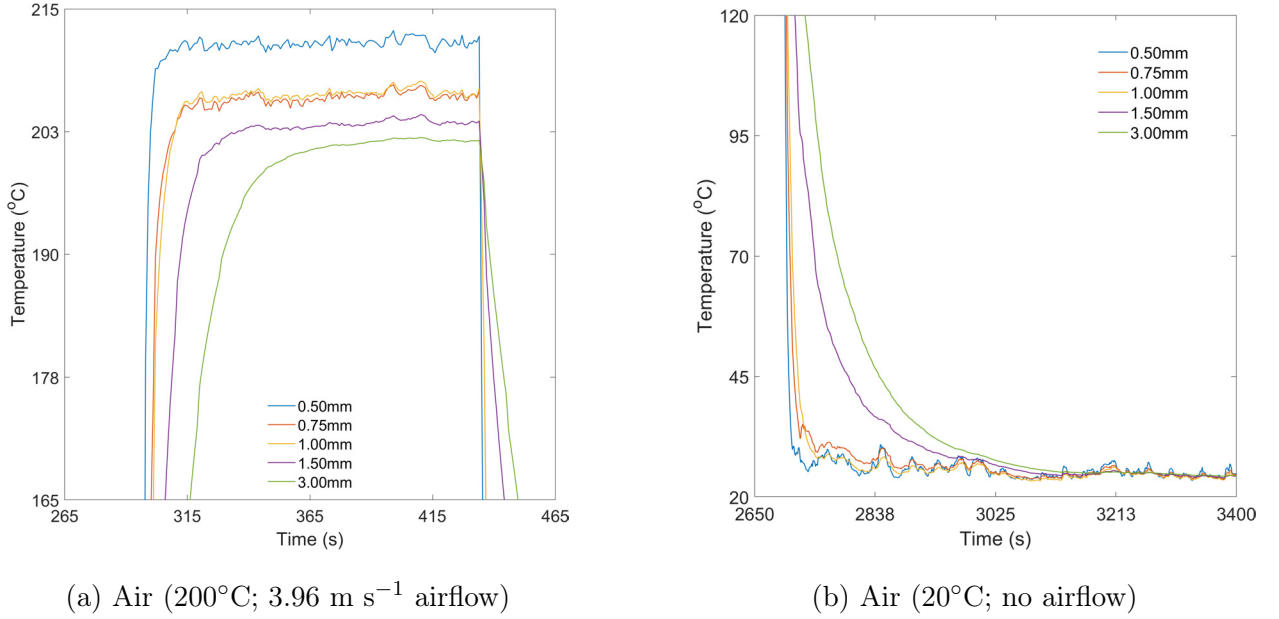 215
203
190
178
165
Temperature (°C)
0.50mm
0.75mm
1.00mm
1.50mm
3.00mm
265 315 365 415 465
Time (s)
(a) Air (200°C; 3.96 m s⁻¹ airflow)
120
95
70
45
20
Temperature (°C)
0.50mm
0.75mm
1.00mm
1.50mm
3.00mm
2650 2838 3025 3213 3400
Time (s)
(b) Air (20°C; no airflow)